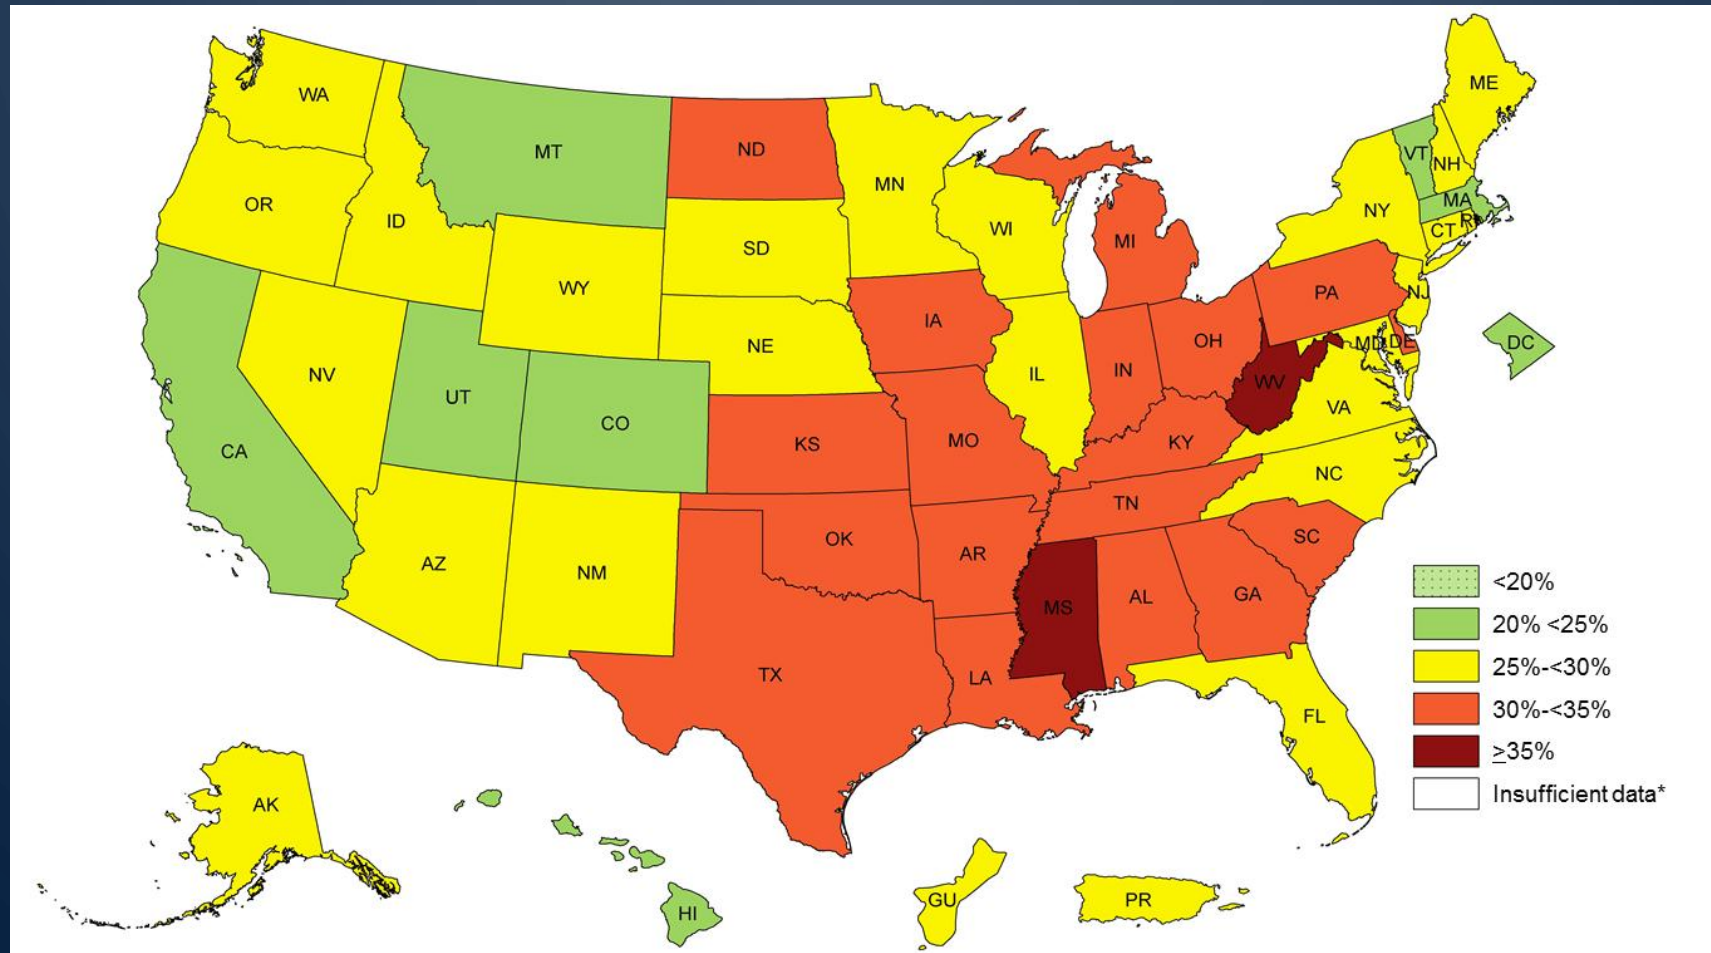 WA
MT
ND
MN
ME
VT
NH
OR
ID
SD
WI
MI
NY
MA
CT
RI
WY
IA
NE
PA
NJ
NV
UT
CO
IL
IN
OH
MD
DE
DC
CA
KS
MO
KY
WV
VA
NC
TN
AZ
NM
OK
AR
SC
MS
AL
GA
TX
LA
FL
AK
HI
GU
PR
<20%
20% <25%
25%-<30%
30%-<35%
≥35%
Insufficient data*